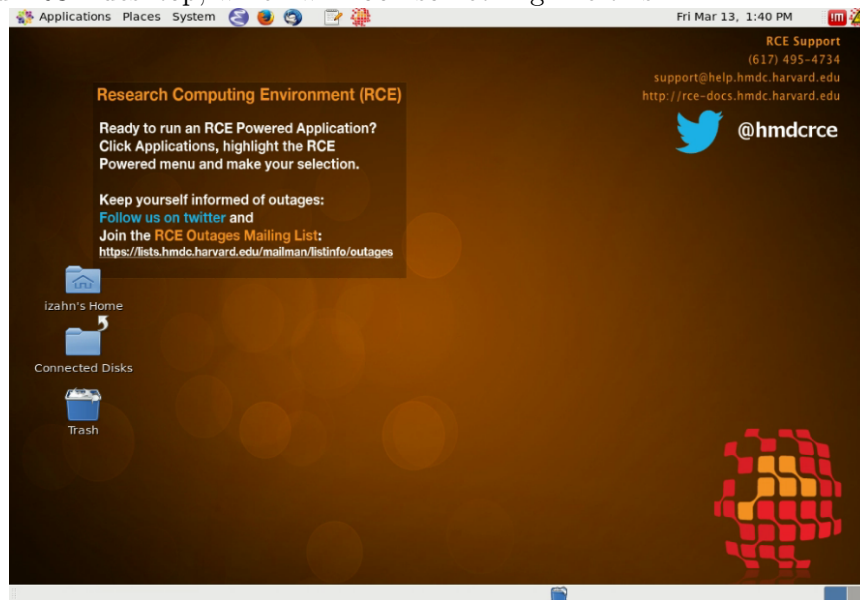 Applications Places System Fri Mar 13, 1:40 PM
RCE Support
(617) 495-4734
support@help.hmdc.harvard.edu
http://rce-docs.hmdc.harvard.edu
@hmdcrce
Research Computing Environment (RCE)
Ready to run an RCE Powered Application?
Click Applications, highlight the RCE
Powered menu and make your selection.
Keep yourself informed of outages:
Follow us on twitter and
Join the RCE Outages Mailing List:
https://lists.hmdc.harvard.edu/mailman/listinfo/outages
izahn's Home
Connected Disks
Trash